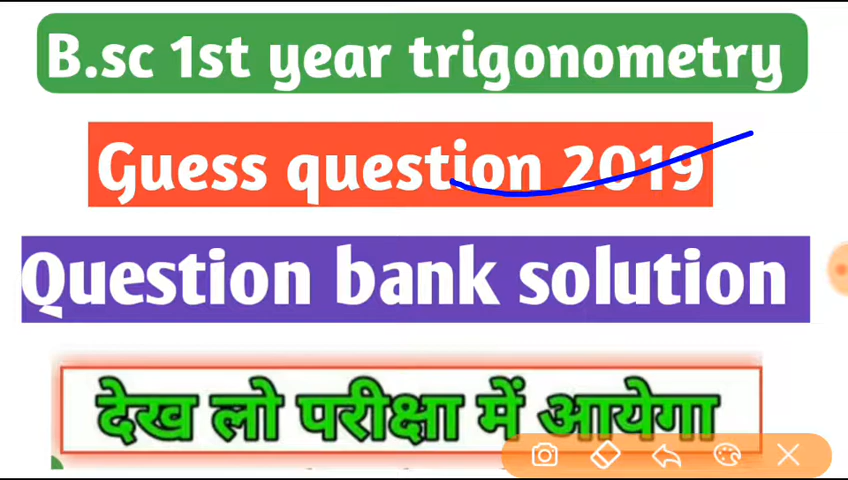 B.sc 1st year trigonometry
Guess question 2019
Question bank solution
देख लो परीक्षा में आयेगा